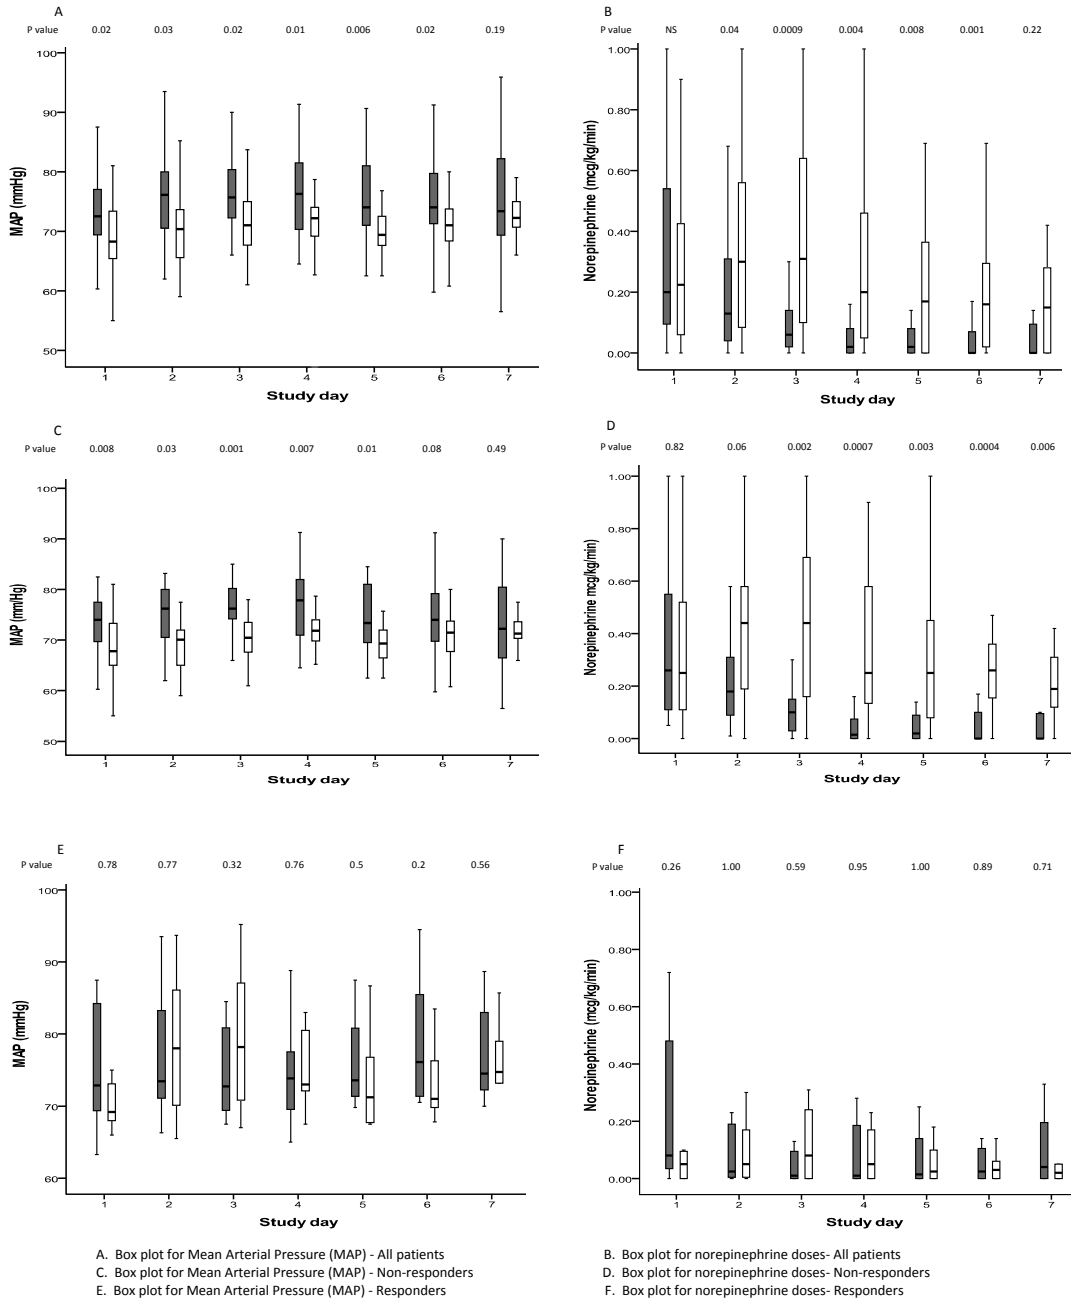 A
P value 0.02 0.03 0.02 0.01 0.006 0.02 0.19
100
90
80
70
60
50
MAP (mmHg)
1 2 3 4 5 6 7
Study day
B
P value NS 0.04 0.0009 0.004 0.008 0.001 0.22
1.00
0.80
0.60
0.40
0.20
0.00
Norepinephrine (mcg/kg/min)
1 2 3 4 5 6 7
Study day
C
P value 0.008 0.03 0.001 0.007 0.01 0.08 0.49
100
90
80
70
60
50
MAP (mm/Hg)
1 2 3 4 5 6 7
Study day
D
P value 0.82 0.06 0.002 0.0007 0.003 0.0004 0.006
1.00
0.80
0.60
0.40
0.20
0.00
Norepinephrine mcg/kg/min)
1 2 3 4 5 6 7
Study day
E
P value 0.78 0.77 0.32 0.76 0.5 0.2 0.56
100
90
80
70
60
MAP (mmHg)
1 2 3 4 5 6 7
Study day
F
P value 0.26 1.00 0.59 0.95 1.00 0.89 0.71
1.00
0.80
0.60
0.40
0.20
0.00
Norepinephrine (mcg/kg/min)
1 2 3 4 5 6 7
Study day
A. Box plot for Mean Arterial Pressure (MAP) - All patients
C. Box plot for Mean Arterial Pressure (MAP) - Non-responders
E. Box plot for Mean Arterial Pressure (MAP) - Responders
B. Box plot for norepinephrine doses- All patients
D. Box plot for norepinephrine doses- Non-responders
F. Box plot for norepinephrine doses- Responders